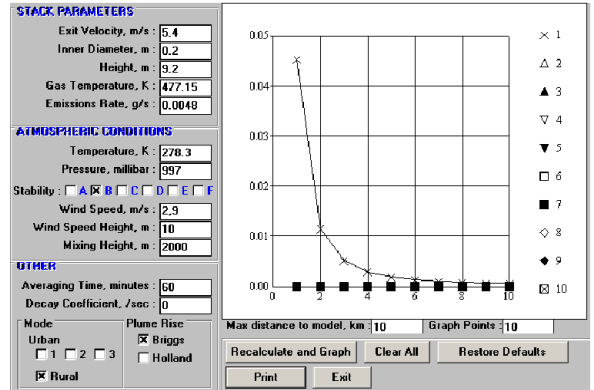 STACK PARAMETERS
Exit Velocity, m/s : 5.4
Inner Diameter, m : 0.2
Height, m : 9.2
Gas Temperature, K : 477.15
Emissions Rate, g/s : 0.0048
ATMOSPHERIC CONDITIONS
Temperature, K : 278.3
Pressure, millibar : 997
Stability : A B C D E F
Wind Speed, m/s : 2,9
Wind Speed Height, m : 10
Mixing Height, m : 2000
OTHER
Averaging Time, minutes : 60
Decay Coefficient, /sec : 0
Mode
Urban
1 2 3
Rural
Plume Rise
Briggs
Holland
0.05
0.04
0.03
0.02
0.01
0.00
0 2 4 6 8 10
1
2
3
4
5
6
7
8
9
10
Max distance to model, km : 10 Graph Points : 10
Recalculate and Graph Clear All Restore Defaults
Print Exit